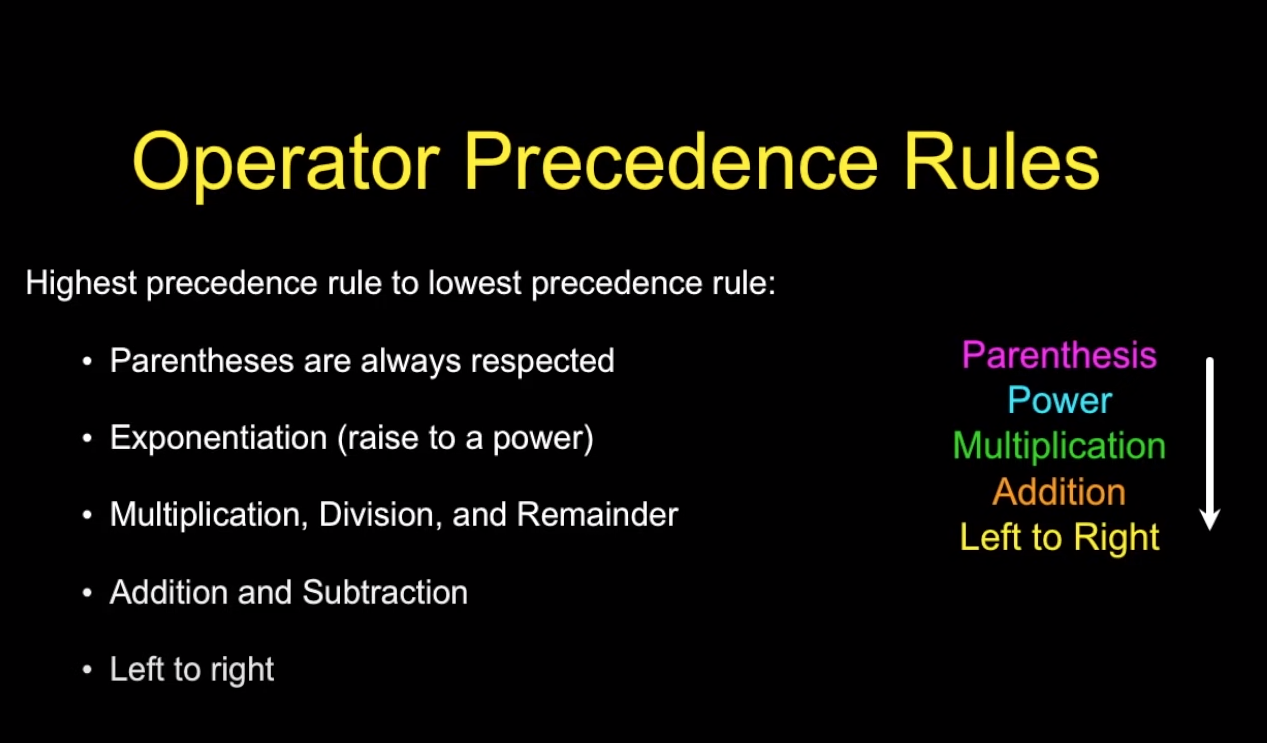 Operator Precedence Rules
Highest precedence rule to lowest precedence rule:
• Parentheses are always respected
• Exponentiation (raise to a power)
• Multiplication, Division, and Remainder
• Addition and Subtraction
• Left to right
Parenthesis
Power
Multiplication
Addition
Left to Right